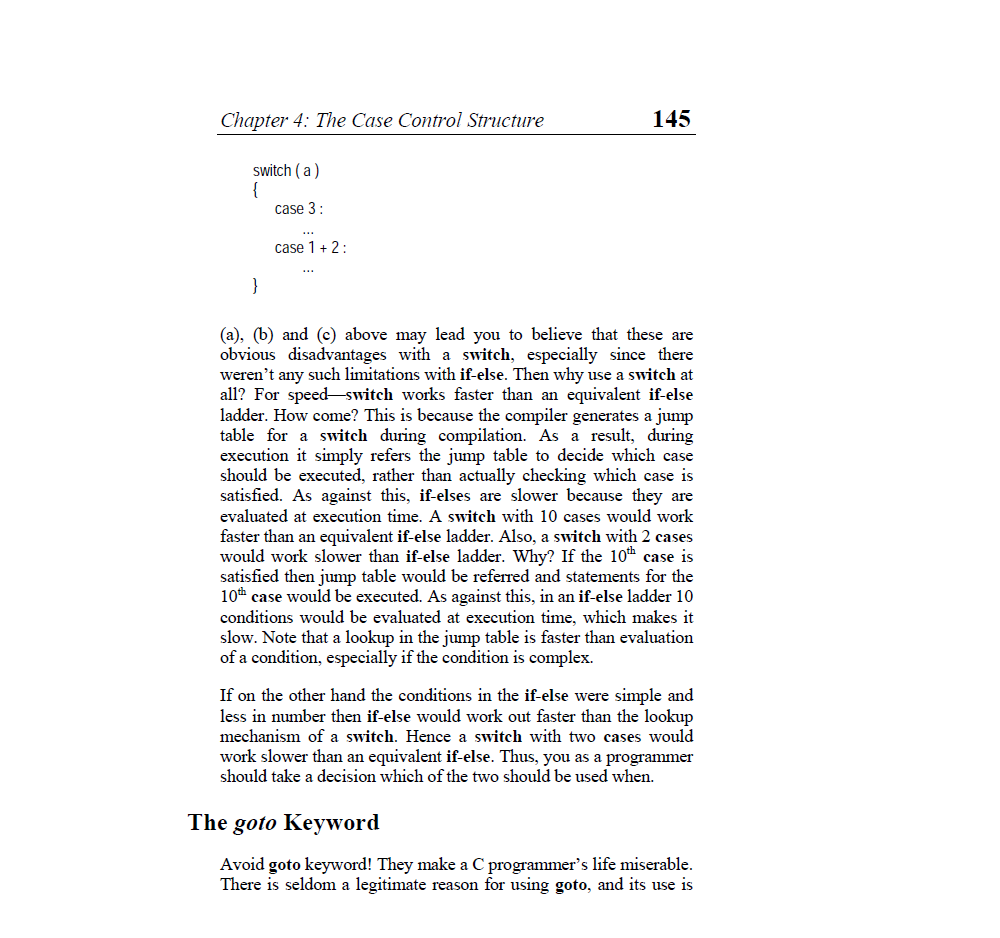 Chapter 4: The Case Control Structure 145
switch ( a )
{
case 3 :
...
case 1 + 2 :
...
}
(a), (b) and (c) above may lead you to believe that these are
obvious disadvantages with a switch, especially since there
weren’t any such limitations with if-else. Then why use a switch at
all? For speed—switch works faster than an equivalent if-else
ladder. How come? This is because the compiler generates a jump
table for a switch during compilation. As a result, during
execution it simply refers the jump table to decide which case
should be executed, rather than actually checking which case is
satisfied. As against this, if-elses are slower because they are
evaluated at execution time. A switch with 10 cases would work
faster than an equivalent if-else ladder. Also, a switch with 2 cases
would work slower than if-else ladder. Why? If the 10th case is
satisfied then jump table would be referred and statements for the
10th case would be executed. As against this, in an if-else ladder 10
conditions would be evaluated at execution time, which makes it
slow. Note that a lookup in the jump table is faster than evaluation
of a condition, especially if the condition is complex.
If on the other hand the conditions in the if-else were simple and
less in number then if-else would work out faster than the lookup
mechanism of a switch. Hence a switch with two cases would
work slower than an equivalent if-else. Thus, you as a programmer
should take a decision which of the two should be used when.
The goto Keyword
Avoid goto keyword! They make a C programmer’s life miserable.
There is seldom a legitimate reason for using goto, and its use is